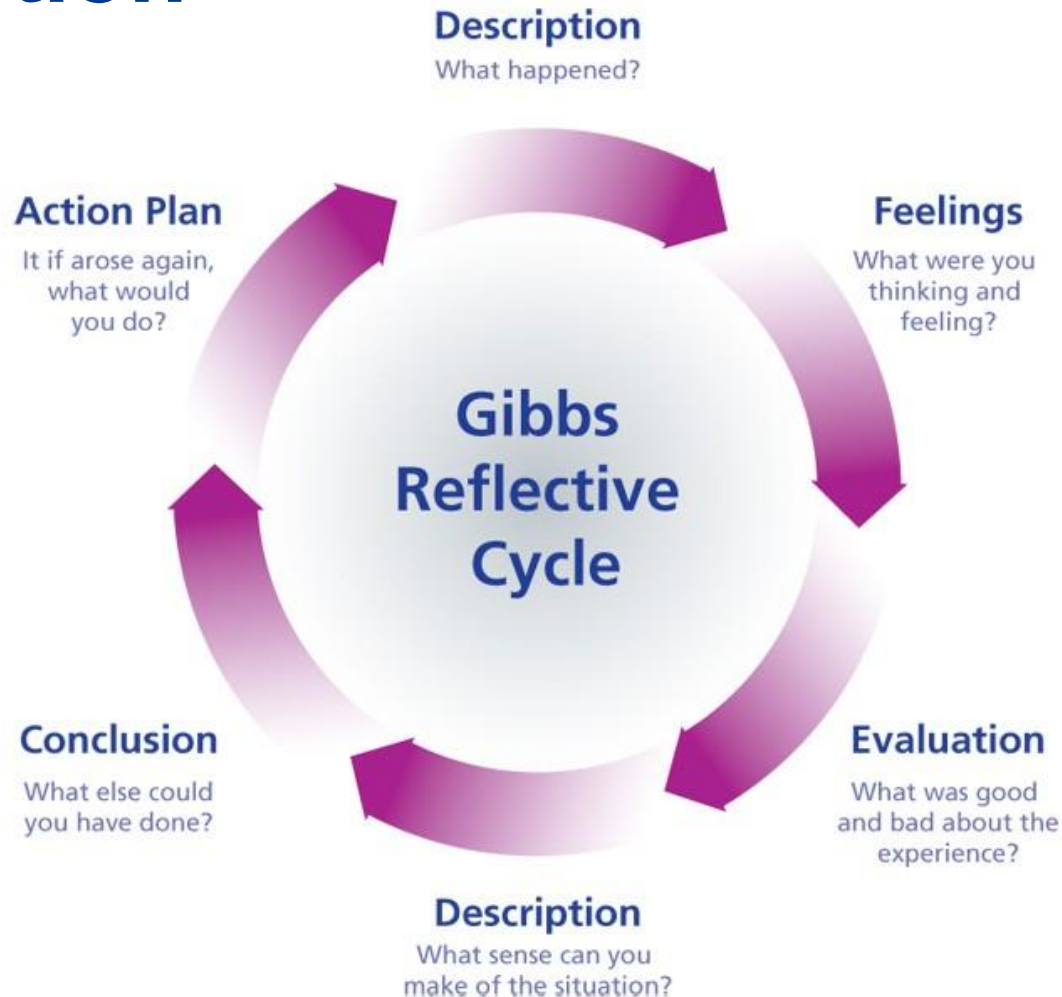 Description
What happened?
Feelings
What were you
thinking and
feeling?
Evaluation
What was good
and bad about the
experience?
Description
What sense can you
make of the situation?
Conclusion
What else could
you have done?
Action Plan
It if arose again,
what would
you do?
Gibbs
Reflective
Cycle